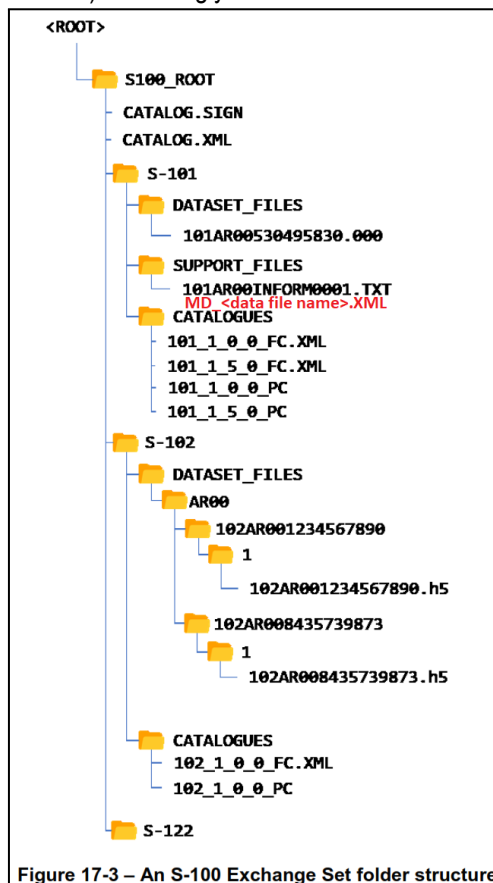 <ROOT>
S100_ROOT
CATALOG.SIGN
CATALOG.XML
S-101
DATASET_FILES
101AR00530495830.000
SUPPORT_FILES
101AR00INFORM0001.TXT
MD_<data file name>.XML
CATALOGUES
101_1_0_0_FC.XML
101_1_5_0_FC.XML
101_1_0_0_PC
101_1_5_0_PC
S-102
DATASET_FILES
AR00
102AR001234567890
1
102AR001234567890.h5
102AR008435739873
1
102AR008435739873.h5
CATALOGUES
102_1_0_0_FC.XML
102_1_0_0_PC
S-122
Figure 17-3 – An S-100 Exchange Set folder structure